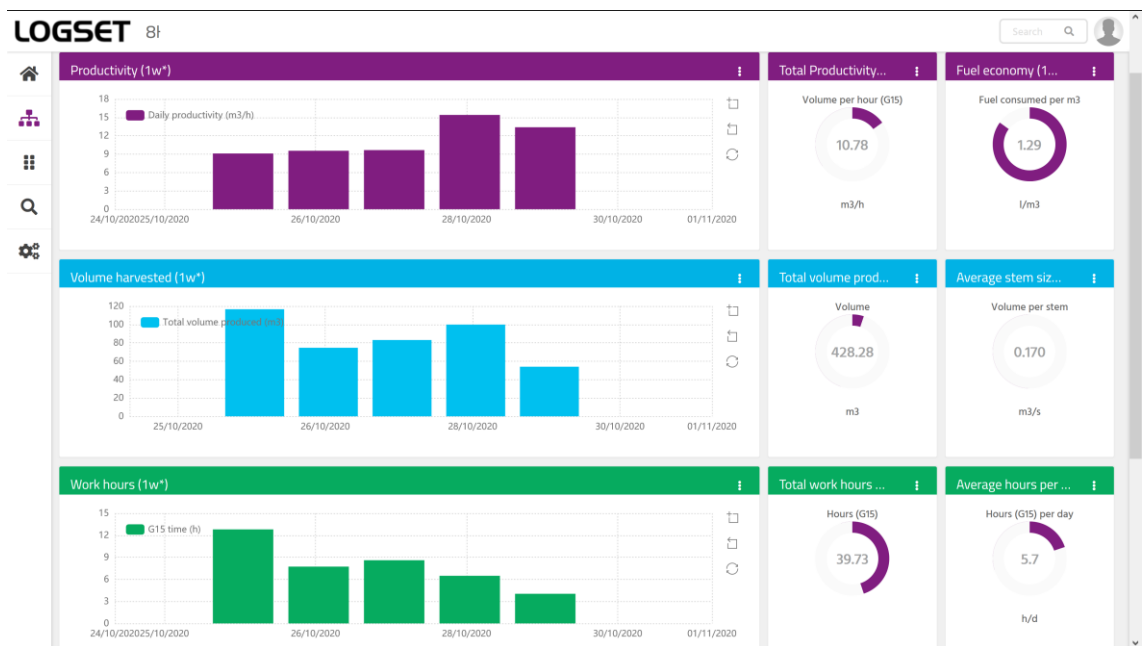 LOGSET
Search
Productivity (1w*)
Total Productivity...
Fuel economy (1...
18
15
12
9
6
3
0
Daily productivity (m3/h)
24/10/2020
25/10/2020
26/10/2020
28/10/2020
30/10/2020
01/11/2020
Volume per hour (G15)
10.78
m3/h
Fuel consumed per m3
1.29
l/m3
Volume harvested (1w*)
Total volume prod...
Average stem siz...
120
100
80
60
40
20
0
Total volume produced (m3)
25/10/2020
26/10/2020
28/10/2020
30/10/2020
01/11/2020
Volume
428.28
m3
Volume per stem
0.170
m3/s
Work hours (1w*)
Total work hours ...
Average hours per ...
15
12
9
6
3
0
G15 time (h)
24/10/2020
25/10/2020
26/10/2020
28/10/2020
30/10/2020
01/11/2020
Hours (G15)
39.73
Hours (G15) per day
5.7
h/d